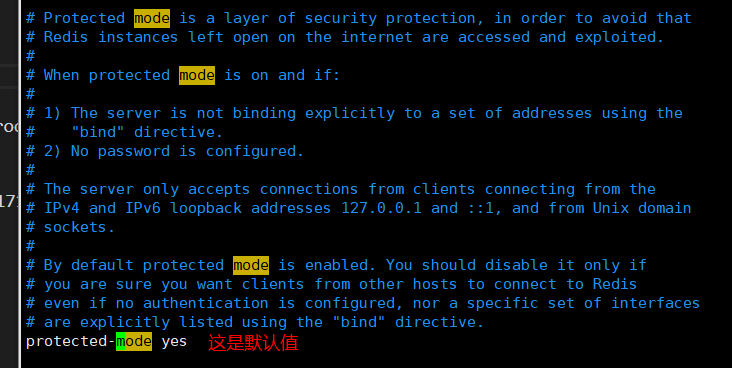 # Protected mode is a layer of security protection, in order to avoid that
# Redis instances left open on the internet are accessed and exploited.
#
# When protected mode is on and if:
#
# 1) The server is not binding explicitly to a set of addresses using the
#    "bind" directive.
# 2) No password is configured.
#
# The server only accepts connections from clients connecting from the
# IPv4 and IPv6 loopback addresses 127.0.0.1 and ::1, and from Unix domain
# sockets.
#
# By default protected mode is enabled. You should disable it only if
# you are sure you want clients from other hosts to connect to Redis
# even if no authentication is configured, nor a specific set of interfaces
# are explicitly listed using the "bind" directive.
protected-mode yes 这是默认值